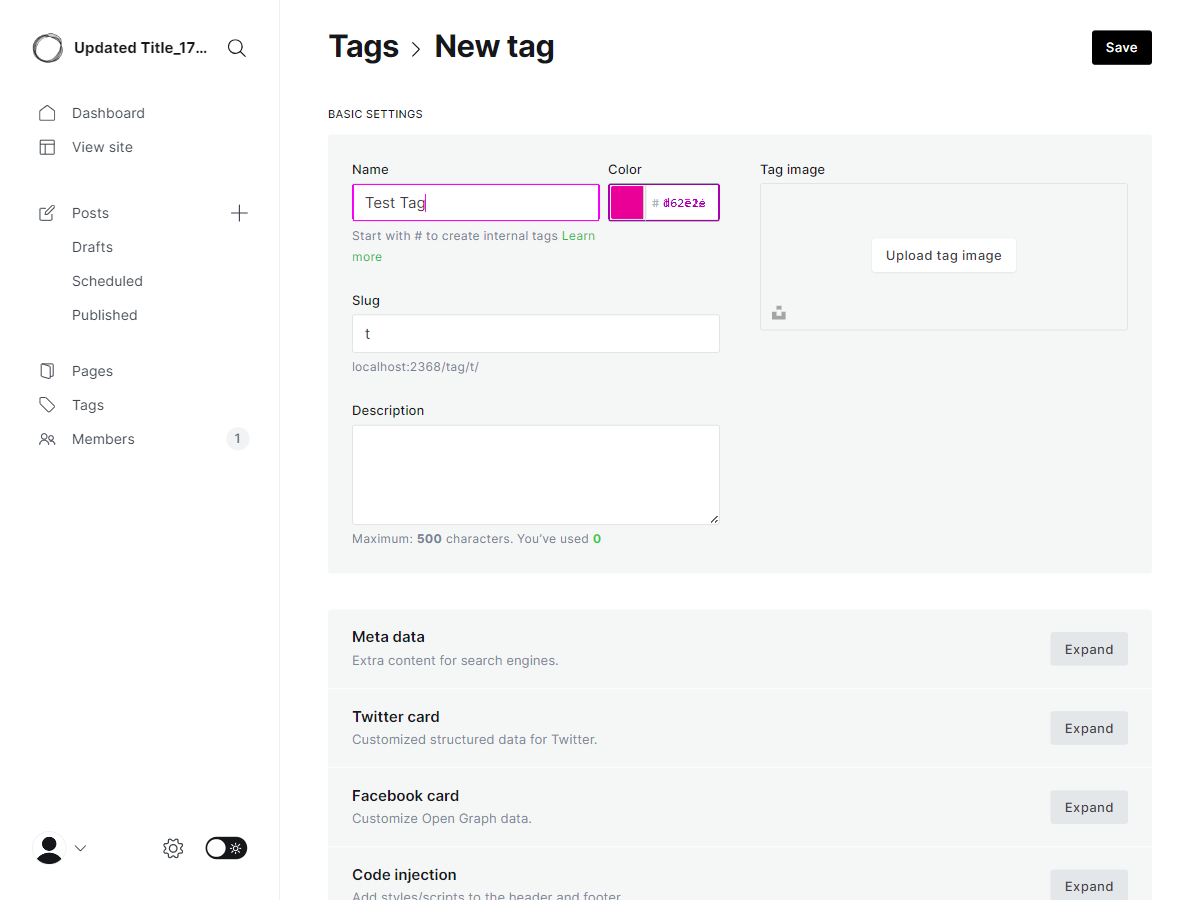 Updated Title_17...
Dashboard
View site
Posts
Drafts
Scheduled
Published
Pages
Tags
Members
1
Tags
New tag
Save
BASIC SETTINGS
Name
Test Tag
Start with # to create internal tags Learn
more
Color
#
Slug
t
localhost:2368/tag/t/
Description
Maximum: 500 characters. You've used 0
Tag image
Upload tag image
Meta data
Extra content for search engines.
Expand
Twitter card
Customized structured data for Twitter.
Expand
Facebook card
Customize Open Graph data.
Expand
Code injection
Add styles/scripts to the header and footer.
Expand